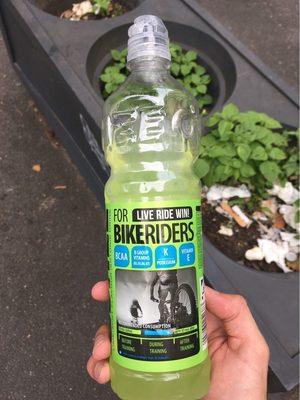 FOR LIVE RIDE WIN!
BIKERIDERS
BCAA
B GROUP
VITAMINS
K
POTASSIUM
VITAMIN
E
CONSUMPTION
BEFORE
TRAINING
DURING
TRAINING
AFTER
TRAINING